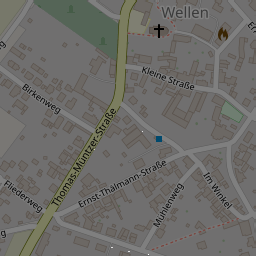 Wellen
Kleine Straße
Birkenweg
Thomas-Müntzer-Straße
Ernst-Thälmann-Straße
Fliederweg
Mühlenweg
Im Winkel